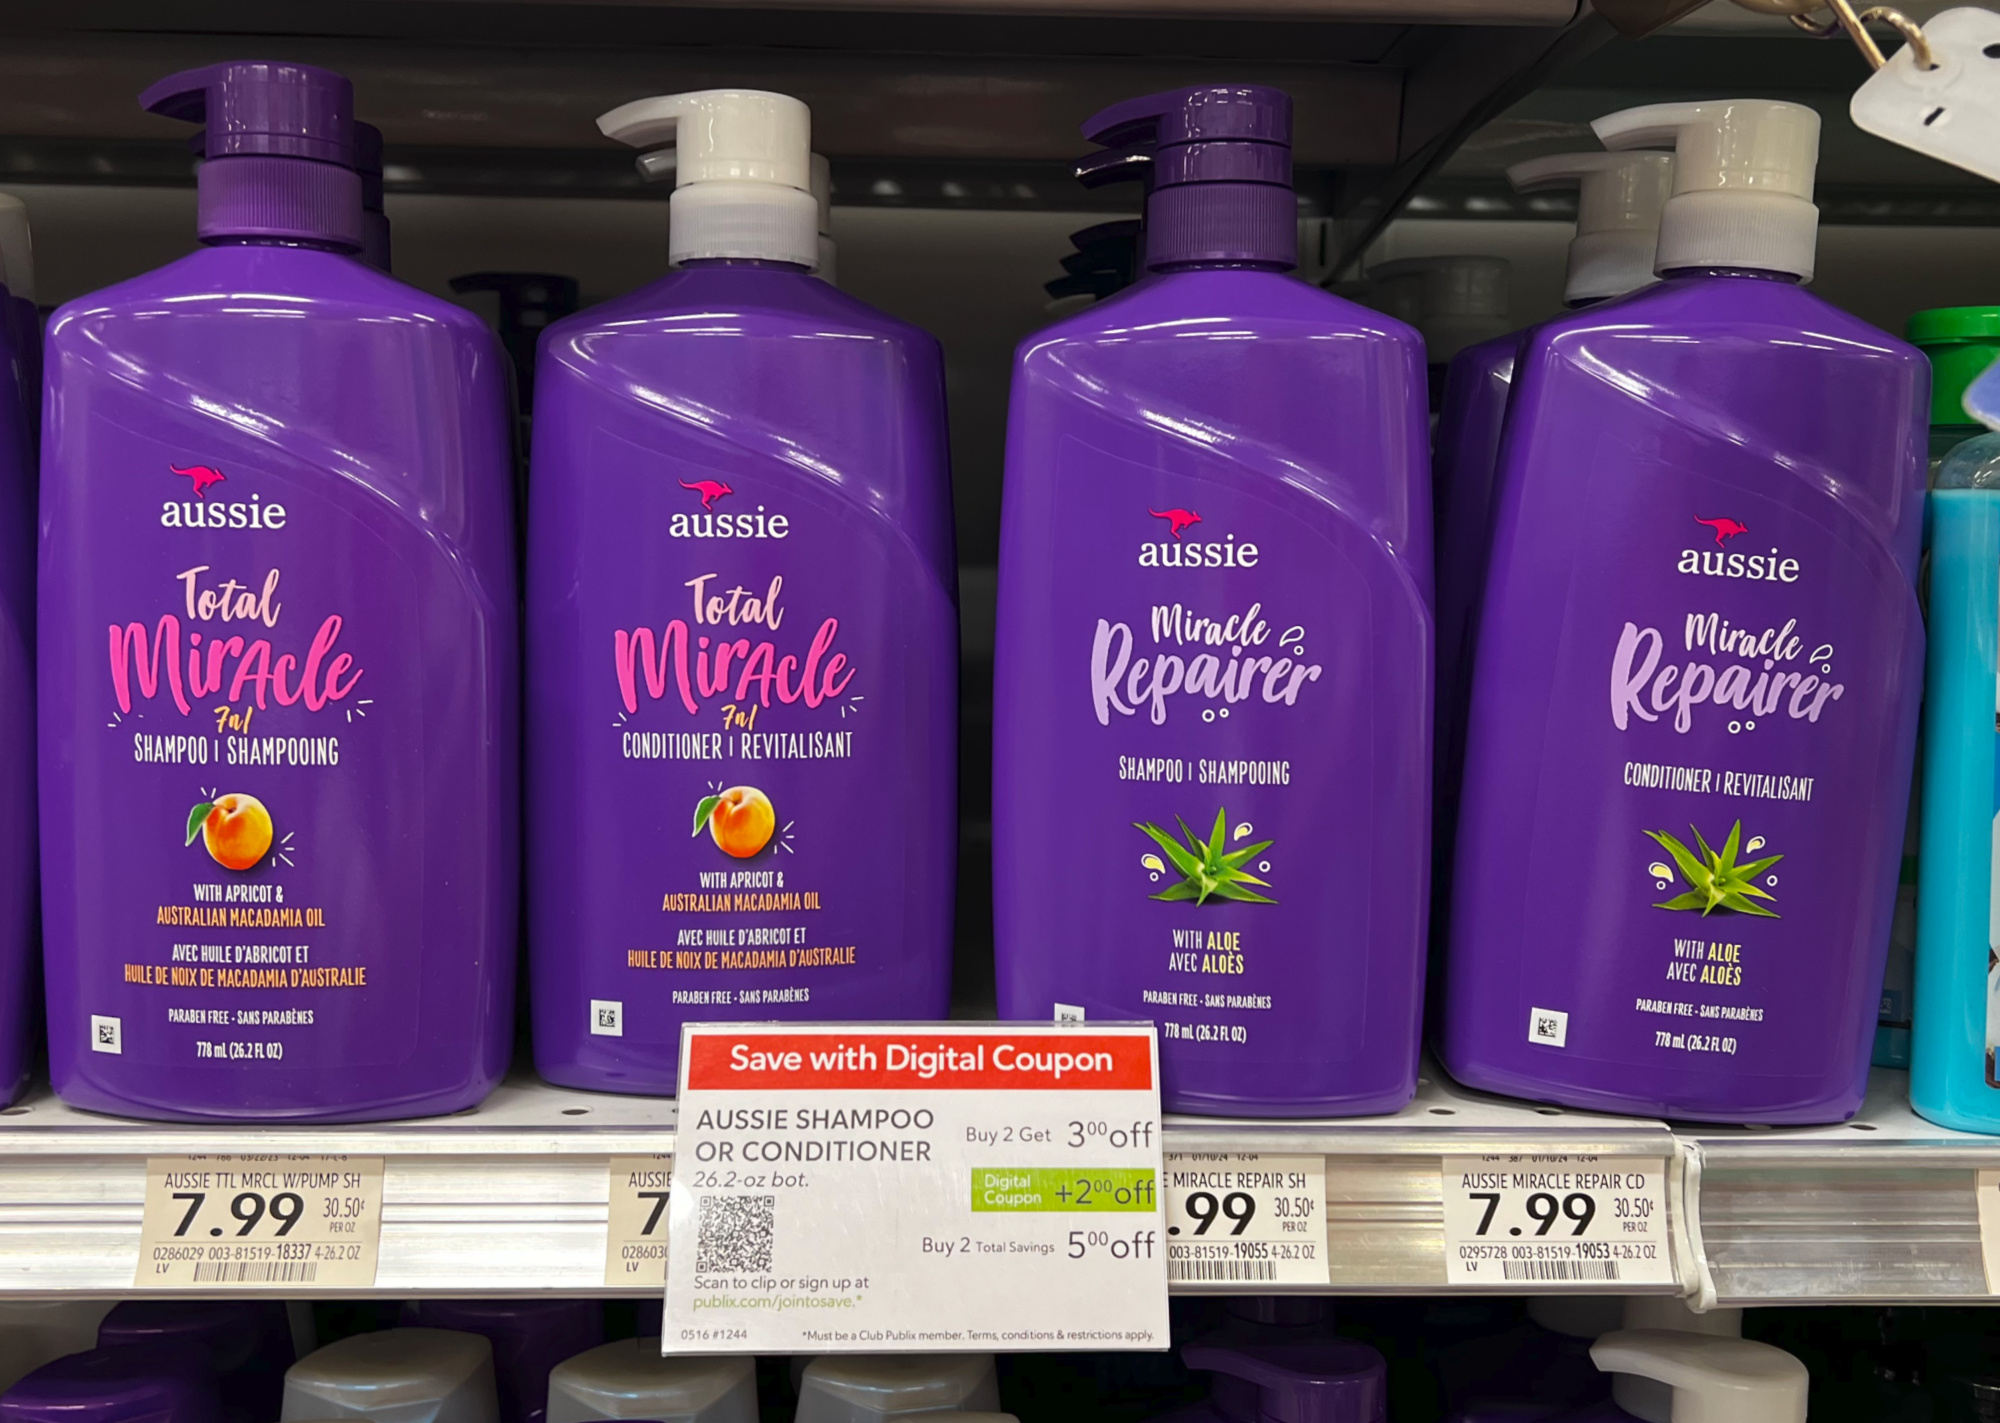 aussie
Total
Miracle
7n1
SHAMPOO | SHAMPOOING
WITH APRICOT &
AUSTRALIAN MACADAMIA OIL
AVEC HUILE D'ABRICOT ET
HUILE DE NOIX DE MACADAMIA D'AUSTRALIE
PARABEN FREE - SANS PARABÈNES
778 mL (26.2 FL OZ)
aussie
Total
Miracle
7n1
CONDITIONER | REVITALISANT
WITH APRICOT &
AUSTRALIAN MACADAMIA OIL
AVEC HUILE D'ABRICOT ET
HUILE DE NOIX DE MACADAMIA D'AUSTRALIE
PARABEN FREE - SANS PARABÈNES
aussie
Miracle
Repairer
SHAMPOO | SHAMPOOING
WITH ALOE
AVEC ALOÈS
PARABEN FREE - SANS PARABÈNES
778 mL (26.2 FL OZ)
aussie
Miracle
Repairer
CONDITIONER | REVITALISANT
WITH ALOE
AVEC ALOÈS
PARABEN FREE - SANS PARABÈNES
778 mL (26.2 FL OZ)
Save with Digital Coupon
AUSSIE SHAMPOO
OR CONDITIONER
26.2-oz bot.
Buy 2 Get 3.00 off
Digital
Coupon +2.00 off
Buy 2 Total Savings 5.00 off
Scan to clip or sign up at
publix.com/jointosave.*
0516 #1244 *Must be a Club Publix member. Terms, conditions & restrictions apply.
AUSSIE TTL MRCL W/PUMP SH
7.99 30.50¢
PER OZ
0286029 003-81519-18337 4-26.2 OZ
LV
AUSSIE
7
028603
LV
E MIRACLE REPAIR SH
.99 30.50¢
PER OZ
003-81519-19055 4-26.2 OZ
AUSSIE MIRACLE REPAIR CD
7.99 30.50¢
PER OZ
0295728 003-81519-19053 4-26.2 OZ
LV